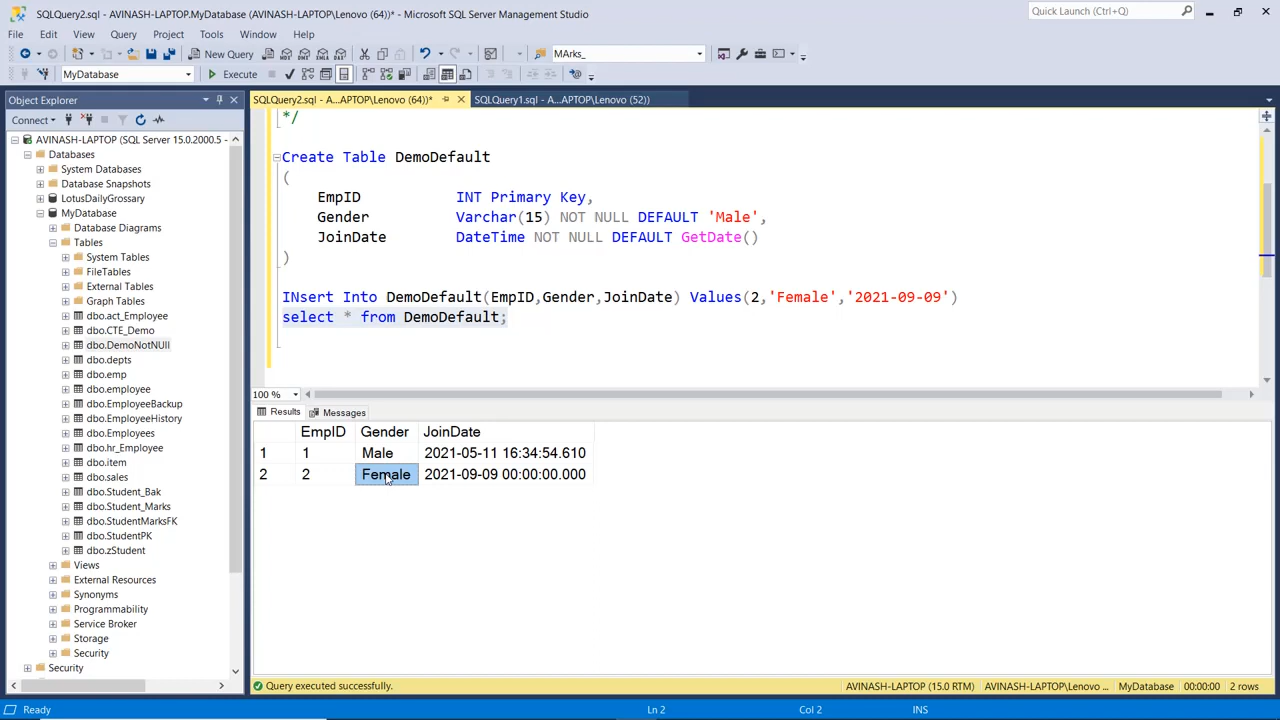 SQLQuery2.sql - AVINASH-LAPTOP.MyDatabase (AVINASH-LAPTOP\Lenovo (64))* - Microsoft SQL Server Management Studio
Quick Launch (Ctrl+Q)
File Edit View Query Project Tools Window Help
New Query MDX DMX XMLA DAX MArks_
MyDatabase Execute
Object Explorer
SQLQuery2.sql - A...APTOP\Lenovo (64))* SQLQuery1.sql - A...APTOP\Lenovo (52))
Connect
AVINASH-LAPTOP (SQL Server 15.0.2000.5 -
Databases
System Databases
Database Snapshots
LotusDailyGrossary
MyDatabase
Database Diagrams
Tables
System Tables
FileTables
External Tables
Graph Tables
dbo.act_Employee
dbo.CTE_Demo
dbo.DemoNotNUll
dbo.depts
dbo.emp
dbo.employee
dbo.EmployeeBackup
dbo.EmployeeHistory
dbo.Employees
dbo.hr_Employee
dbo.item
dbo.sales
dbo.Student_Bak
dbo.Student_Marks
dbo.StudentMarksFK
dbo.StudentPK
dbo.zStudent
Views
External Resources
Synonyms
Programmability
Service Broker
Storage
Security
Security
*/
Create Table DemoDefault
(
EmpID INT Primary Key,
Gender Varchar(15) NOT NULL DEFAULT 'Male',
JoinDate DateTime NOT NULL DEFAULT GetDate()
)
INsert Into DemoDefault(EmpID,Gender,JoinDate) Values(2,'Female','2021-09-09')
select * from DemoDefault;
100 %
Results Messages
EmpID Gender JoinDate
1 1 Male 2021-05-11 16:34:54.610
2 2 Female 2021-09-09 00:00:00.000
Query executed successfully. AVINASH-LAPTOP (15.0 RTM) AVINASH-LAPTOP\Lenovo ... MyDatabase 00:00:00 2 rows
Ready Ln 2 Col 2 INS